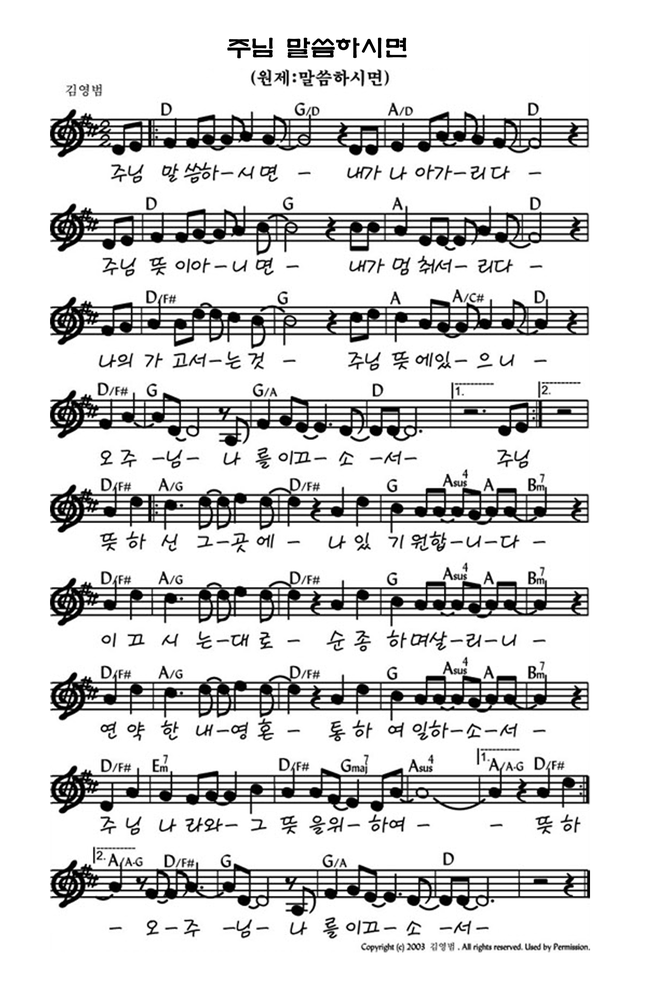 주님 말씀하시면
(원제:말씀하시면)
김영범
D G/D A/D D
주님 말 씀하-시 면 - 내가 나 아가-리다 -
D G A D
주님 뜻 이아-니 면 - 내가 멈 춰서-리다 -
D/F# G A A/C# D
나의 가 고서-는 것 - 주님 뜻 에있-으 니 -
D/F# G G/A D 1. 2.
오 주 -님- 나 를이끄- 소 -서- 주님
D/F# A/G D/F# G Asus4 A Bm7
뜻 하 신 그-곳 에 - 나 있 기 원합-니-다 -
D/F# A/G D/F# G Asus4 A Bm7
이 끄 시 는-대 로 - 순 종 하 며살-리-니 -
D/F# A/G D/F# G Asus4 A Bm7
연 약 한 내-영 혼 - 통 하 여 일하-소-서 -
D/F# Em7 D/F# Gmaj7 Asus4 1. A/A-G D/F#
주 님 나 라와- 그 뜻 을위- 하여 - - 뜻 하
2. A/A-G D/F# G G/A D
- 오-주 -님- 나 를이끄- 소 -서-
Copyright (c) 2003 김영범 . All rights reserved. Used by Permission.